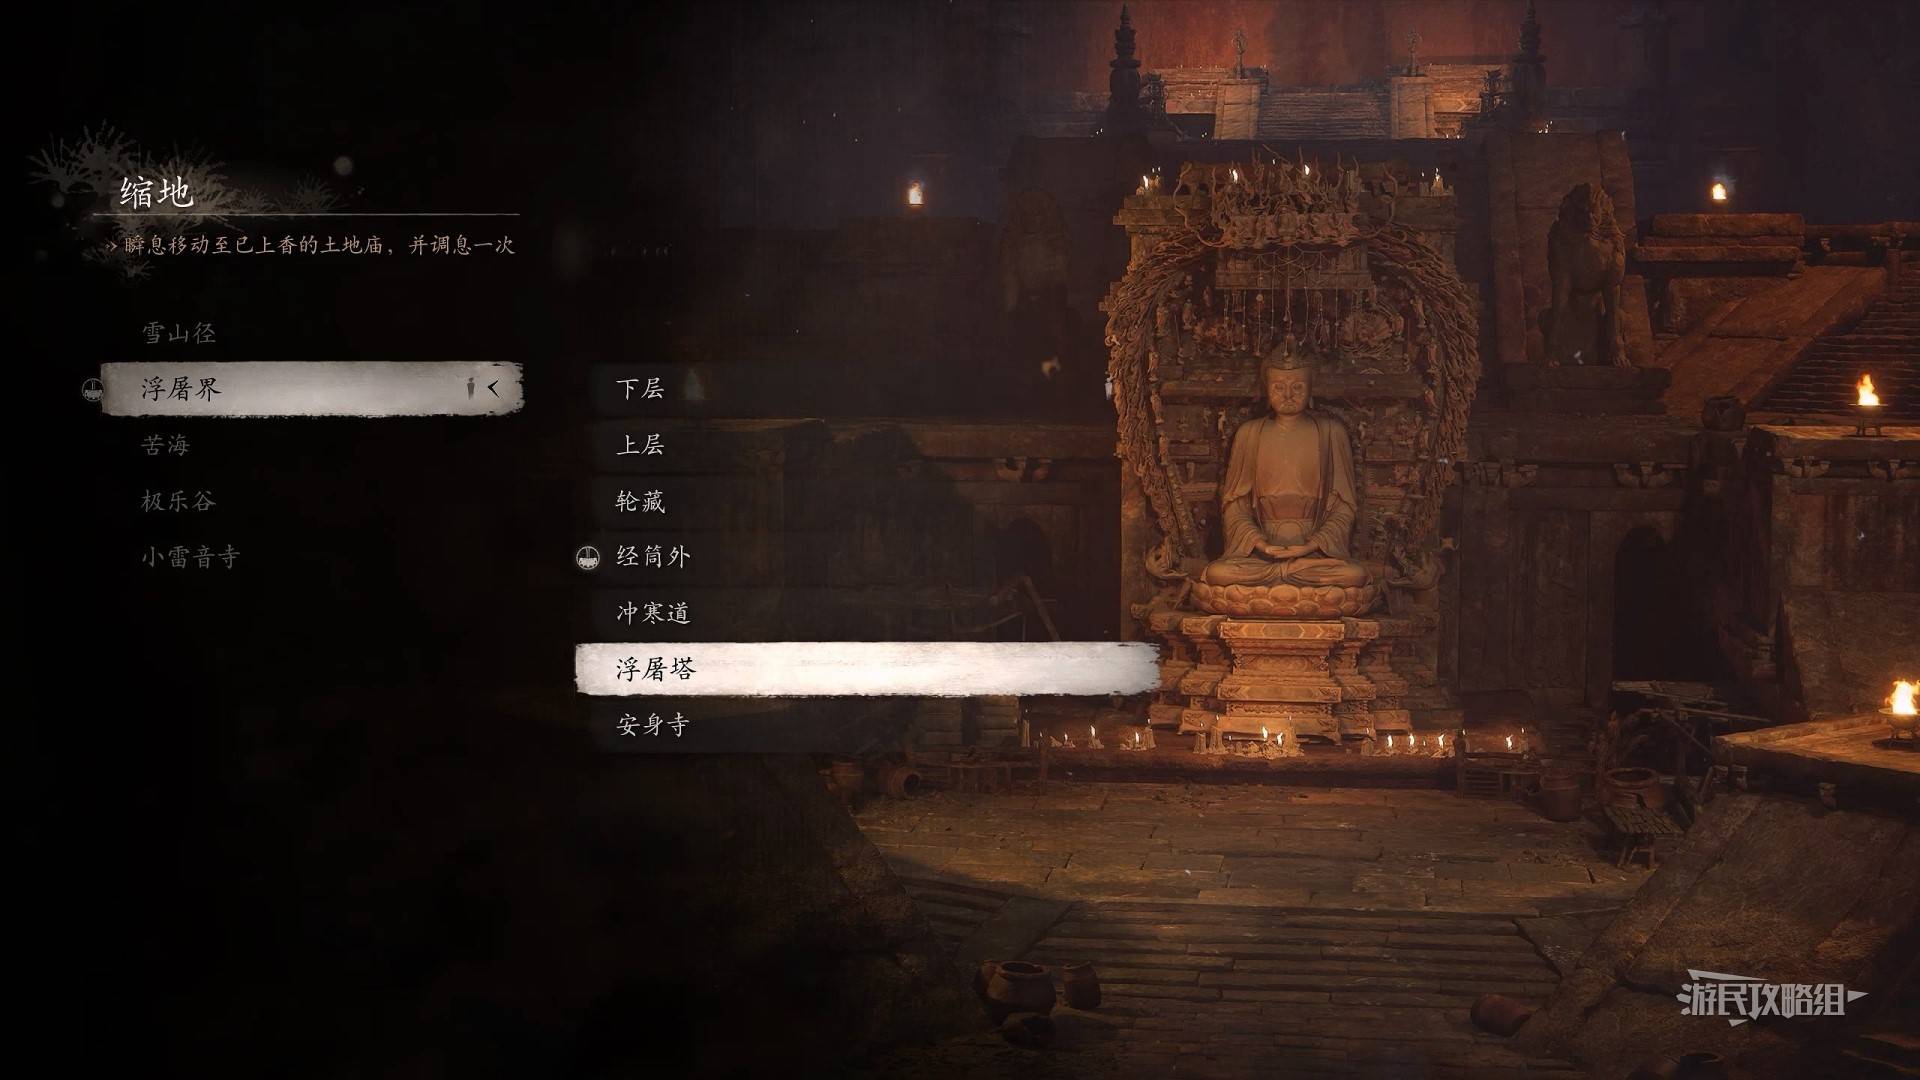 缩地
瞬息移动至已上香的土地庙，并调息一次
雪山径
浮屠界
苦海
极乐谷
小雷音寺
下层
上层
轮藏
经筒外
冲寒道
浮屠塔
安身寺
游民攻略组